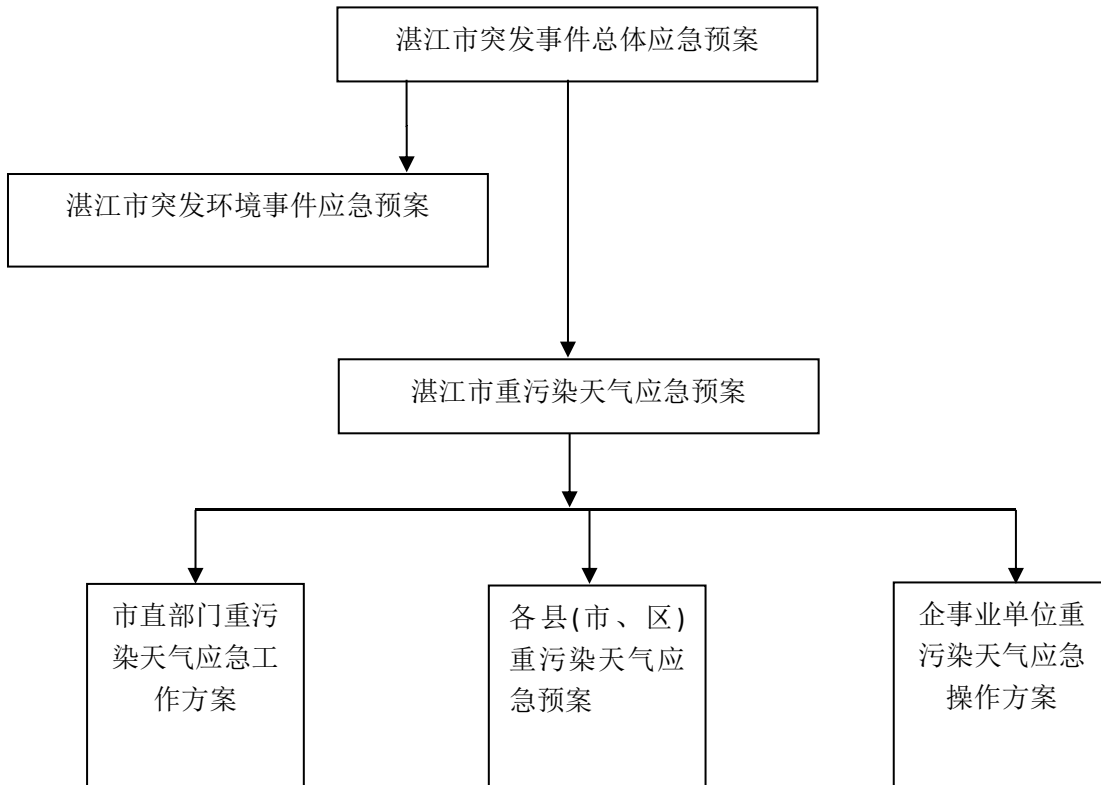 湛江市突发事件总体应急预案
湛江市突发环境事件应急预案
湛江市重污染天气应急预案
市直部门重污
染天气应急工
作方案
各县(市、区)
重污染天气应
急预案
企事业单位重
污染天气应急
操作方案